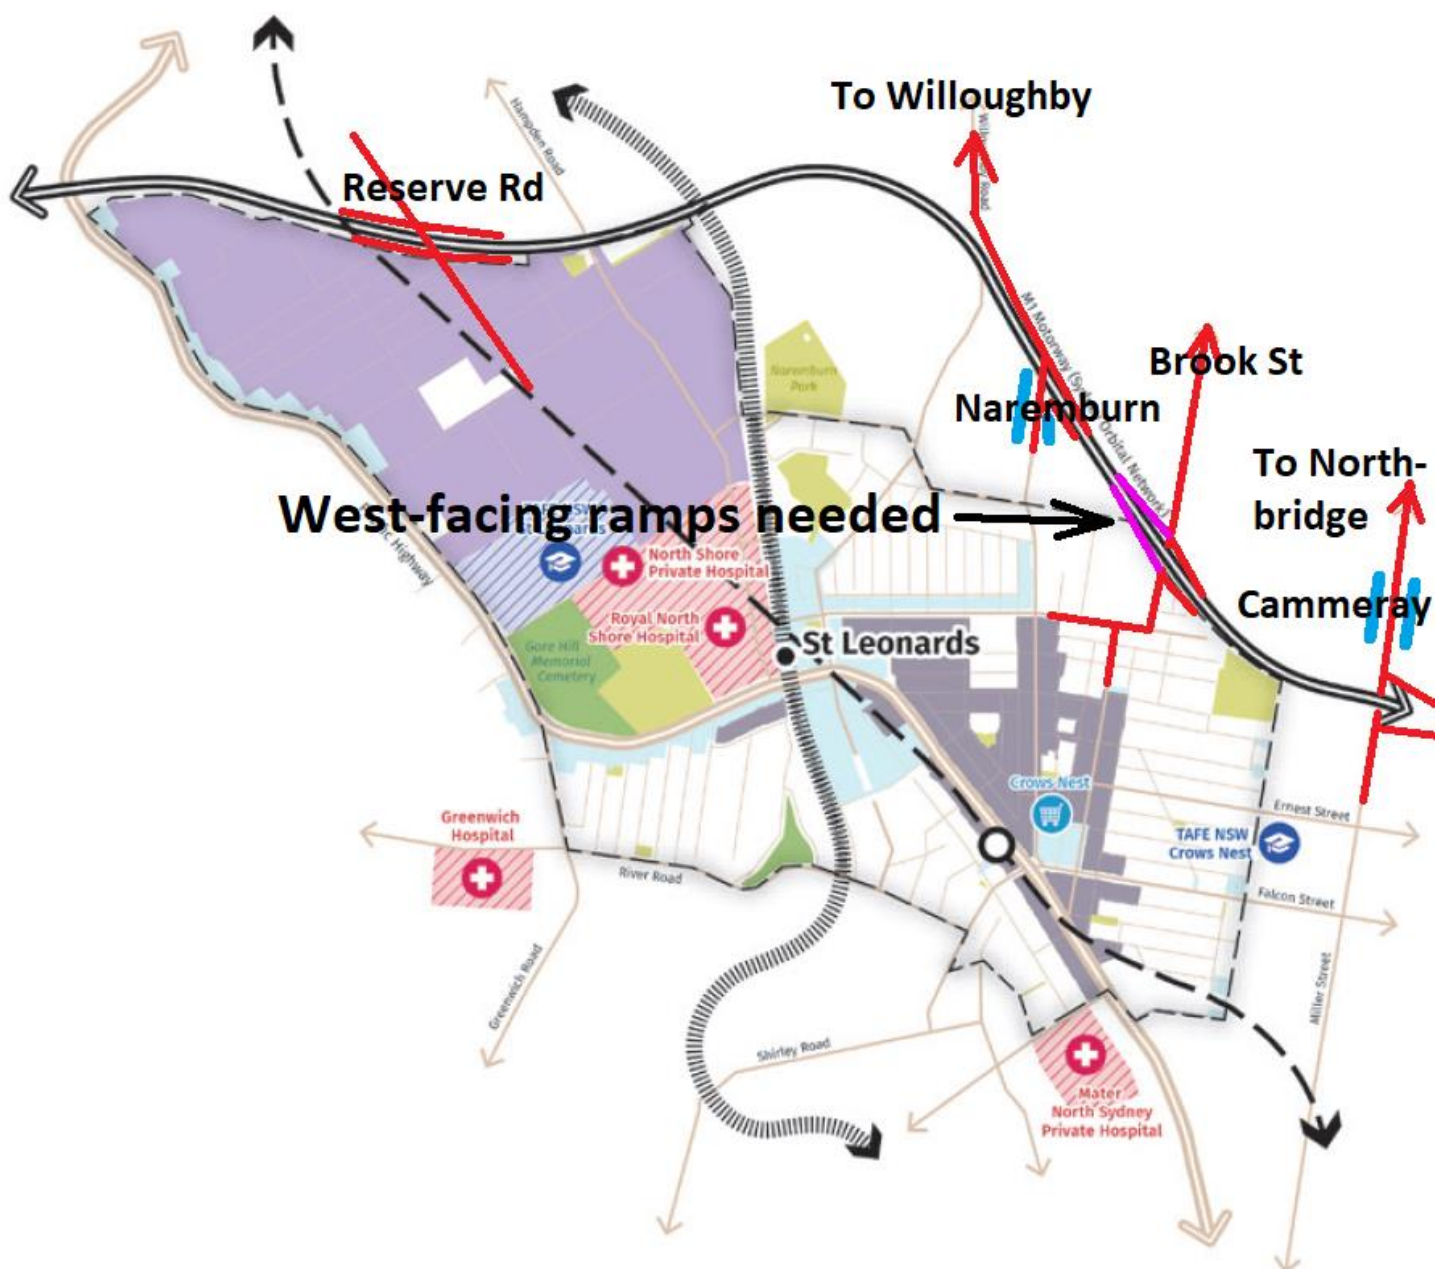 To Willoughby
Hampden Road
Reserve Rd
M1 Motorway (Sydney Orbital Network)
Brook St
Naremburn
Naremburn
Park
To North-
bridge
West-facing ramps needed
North Shore
Private Hospital
Royal North
Shore Hospital
Cammeray
St Leonards
Gore Hill
Memorial
Cemetery
Crows Nest
Ernest Street
Greenwich
Hospital
TAFE NSW
Crows Nest
River Road
Falcon Street
Greenwich Road
Miller Street
Shirley Road
Mater
North Sydney
Private Hospital